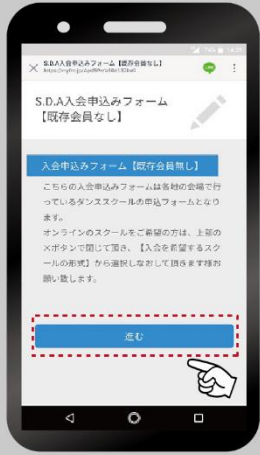 S.D.A入会申込みフォーム【既存会員なし】
S.D.A入会申込みフォーム
【既存会員なし】
入会申込みフォーム【既存会員無し】
こちらの入会申込みフォームは各地の会場で行
っているダンススクールの申込フォームとなり
ます。
オンラインのスクールをご希望の方は、上部の
×ボタンで閉じて頂き、【入会を希望するスク
ールの形式】から選択しなおして頂きます様お
願い致します。
進む